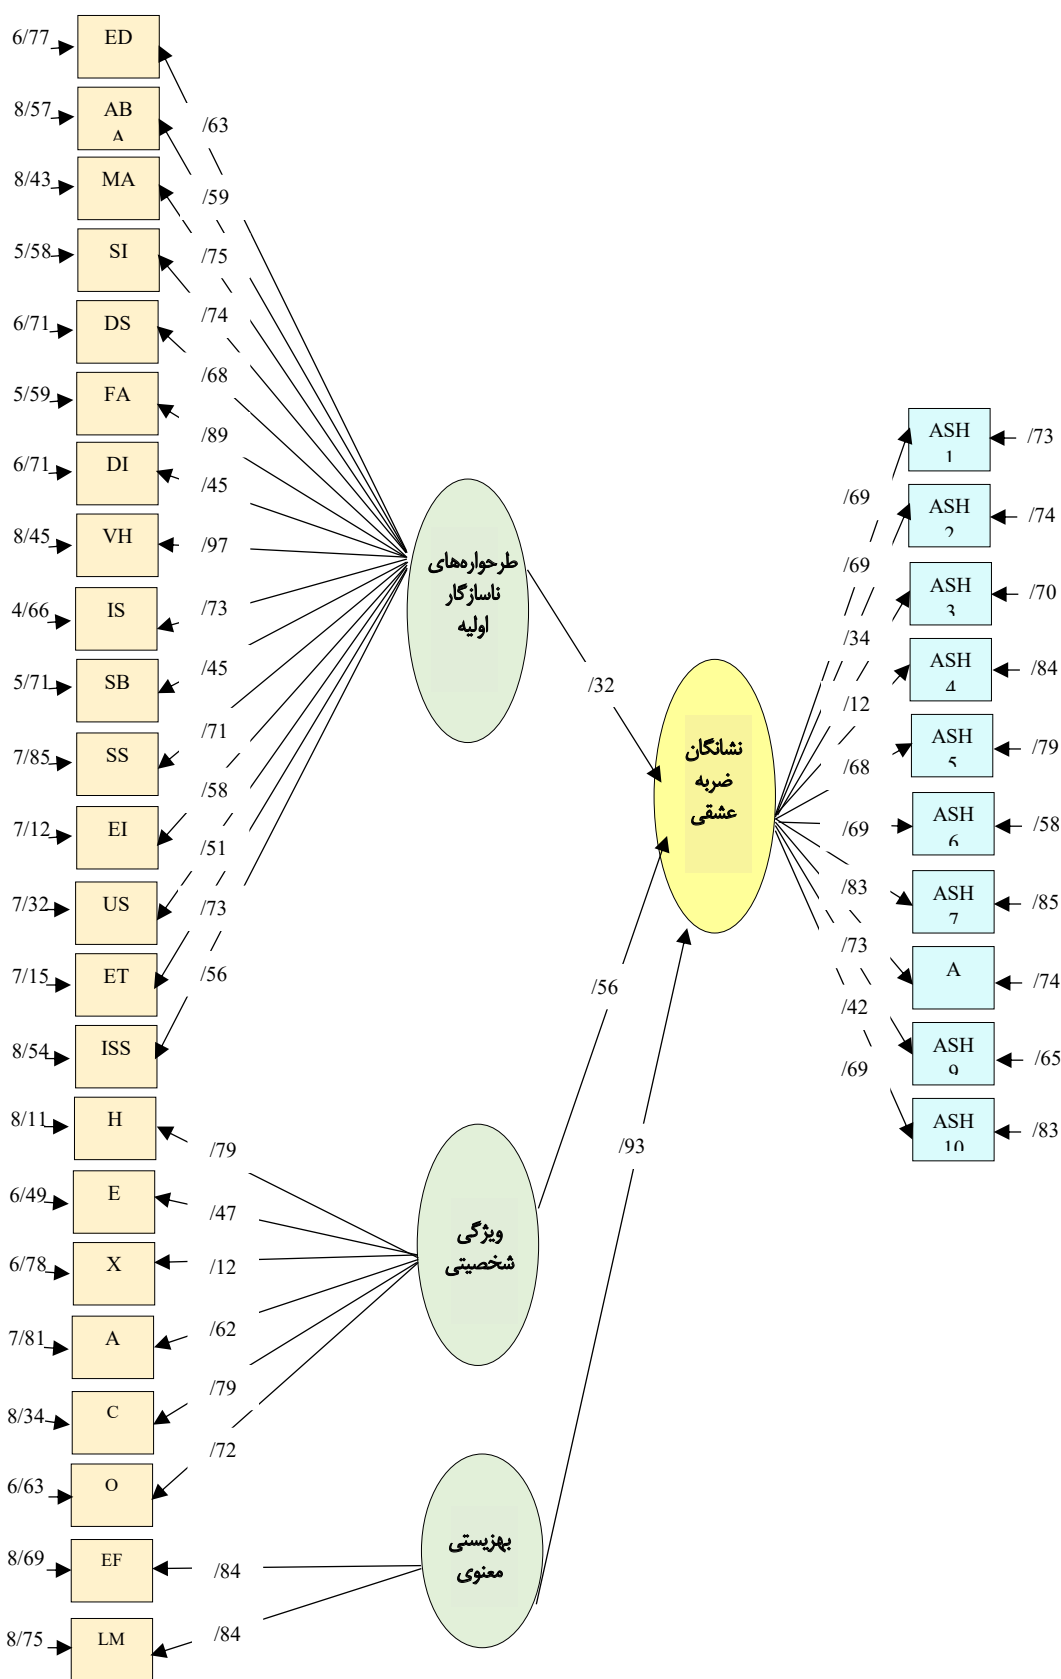 6/77
ED
8/57
AB
A
/63
8/43
MA
/59
5/58
SI
/75
6/71
DS
/74
5/59
FA
/68
6/71
DI
/89
8/45
VH
/45
4/66
IS
/97
5/71
SB
/73
7/85
SS
/45
7/12
EI
/71
7/32
US
/58
7/15
ET
/51
8/54
ISS
/73
/56
8/11
H
/79
6/49
E
/47
6/78
X
/12
7/81
A
/62
8/34
C
/79
6/63
O
/72
8/69
EF
/84
8/75
LM
/84
طرحواره‌های
ناسازگار
اولیه
ویژگی
شخصیتی
بهزیستی
معنوی
/32
/56
/93
نشانگان
ضربه
عشقی
/69
/69
/34
/12
/68
/69
/83
/73
/42
/69
ASH
1
/73
ASH
2
/74
ASH
3
/70
ASH
4
/84
ASH
5
/79
ASH
6
/58
ASH
7
/85
A
/74
ASH
9
/65
ASH
10
/83